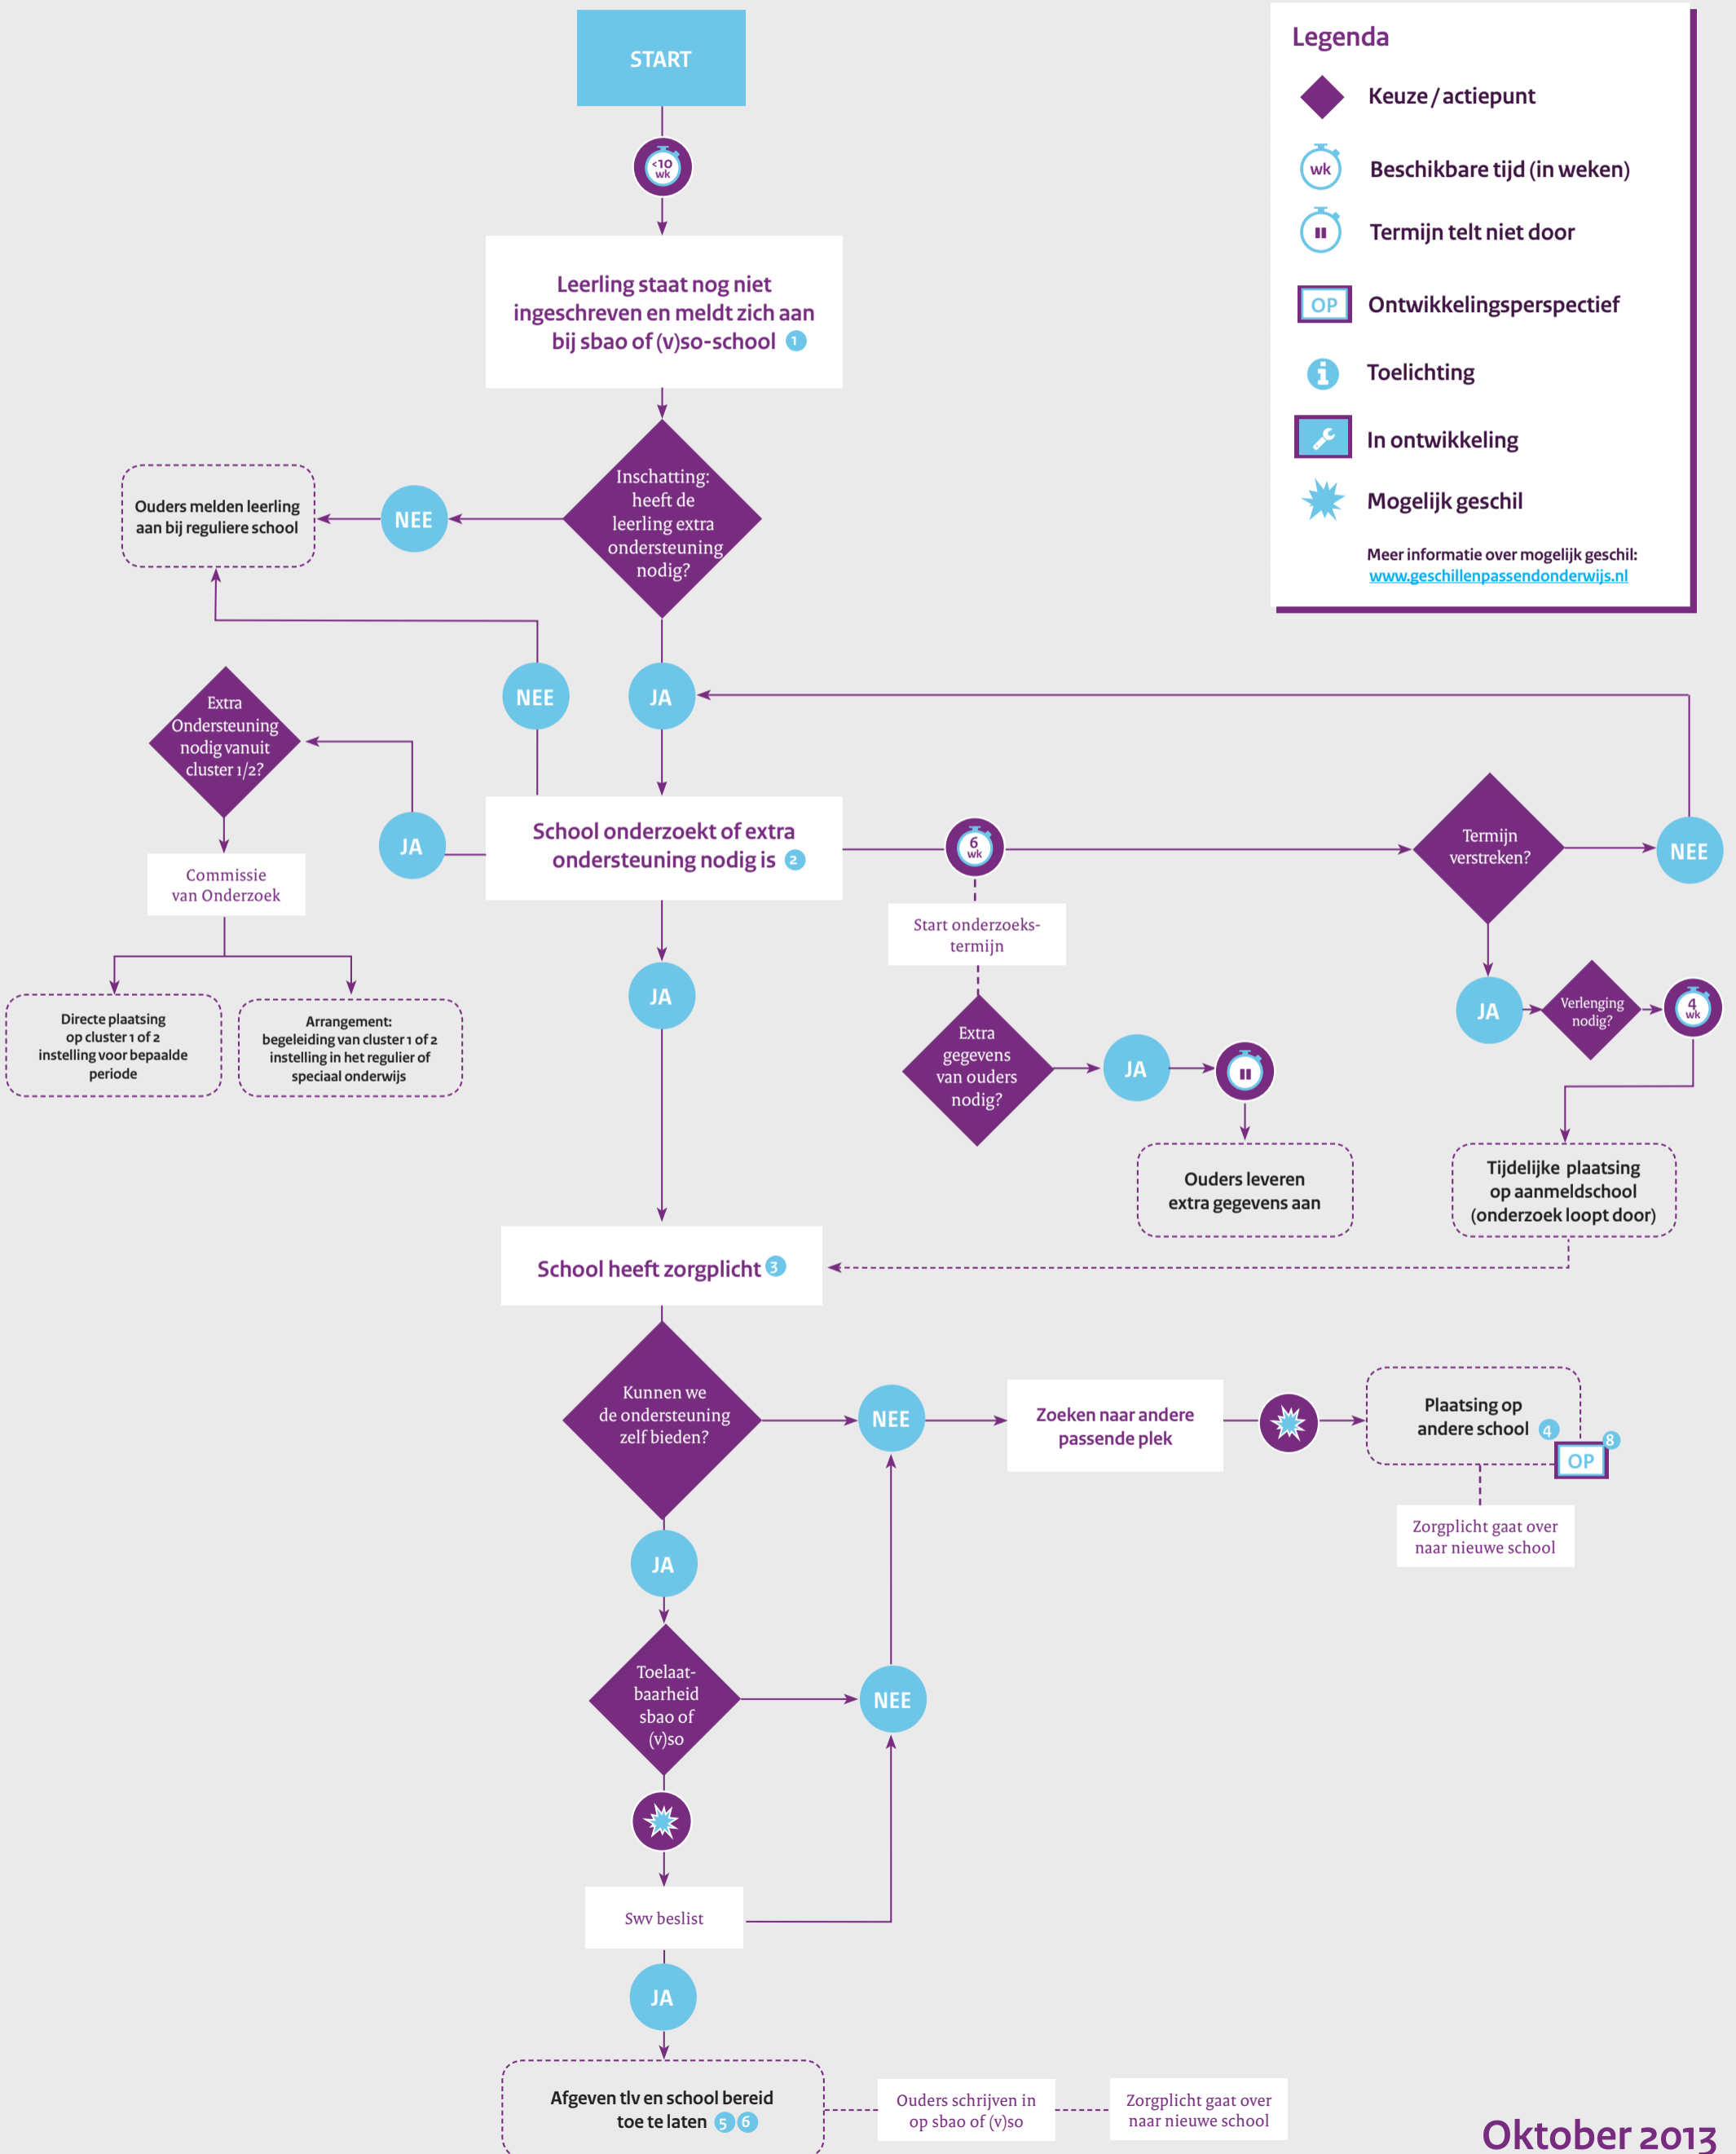 START
<10
wk
Leerling staat nog niet
ingeschreven en meldt zich aan
bij sbao of (v)so-school 1
Inschatting:
heeft de
leerling extra
ondersteuning
nodig?
NEE
Ouders melden leerling
aan bij reguliere school
NEE
JA
Extra
Ondersteuning
nodig vanuit
cluster 1/2?
JA
Commissie
van Onderzoek
Directe plaatsing
op cluster 1 of 2
instelling voor bepaalde
periode
Arrangement:
begeleiding van cluster 1 of 2
instelling in het regulier of
speciaal onderwijs
School onderzoekt of extra
ondersteuning nodig is 2
6
wk
Start onderzoeks-
termijn
Extra
gegevens
van ouders
nodig?
JA
Ouders leveren
extra gegevens aan
Termijn
verstreken?
NEE
JA
Verlenging
nodig?
4
wk
Tijdelijke plaatsing
op aanmeldschool
(onderzoek loopt door)
JA
School heeft zorgplicht 3
Kunnen we
de ondersteuning
zelf bieden?
NEE
Zoeken naar andere
passende plek
Plaatsing op
andere school 4
8
OP
Zorgplicht gaat over
naar nieuwe school
JA
Toelaat-
baarheid
sbao of
(v)so
NEE
Swv beslist
JA
Afgeven tlv en school bereid
toe te laten 5 6
Ouders schrijven in
op sbao of (v)so
Zorgplicht gaat over
naar nieuwe school
Legenda
Keuze / actiepunt
wk Beschikbare tijd (in weken)
Termijn telt niet door
OP Ontwikkelingsperspectief
i Toelichting
In ontwikkeling
Mogelijk geschil
Meer informatie over mogelijk geschil:
www.geschillenpassendonderwijs.nl
Oktober 2013